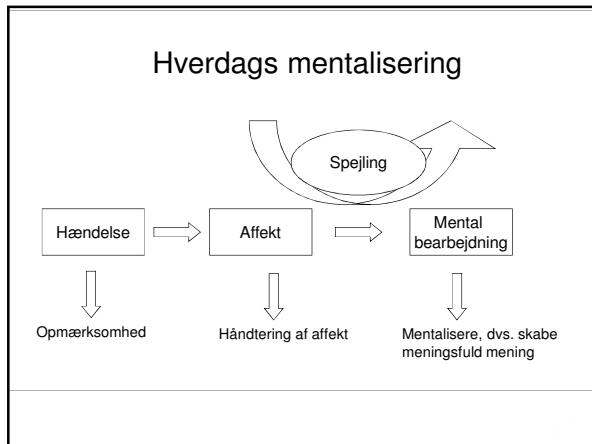 Hverdags mentalisering
Spejling
Hændelse
Affekt
Mental
bearbejdning
Opmærksomhed
Håndtering af affekt
Mentalisere, dvs. skabe
meningsfuld mening